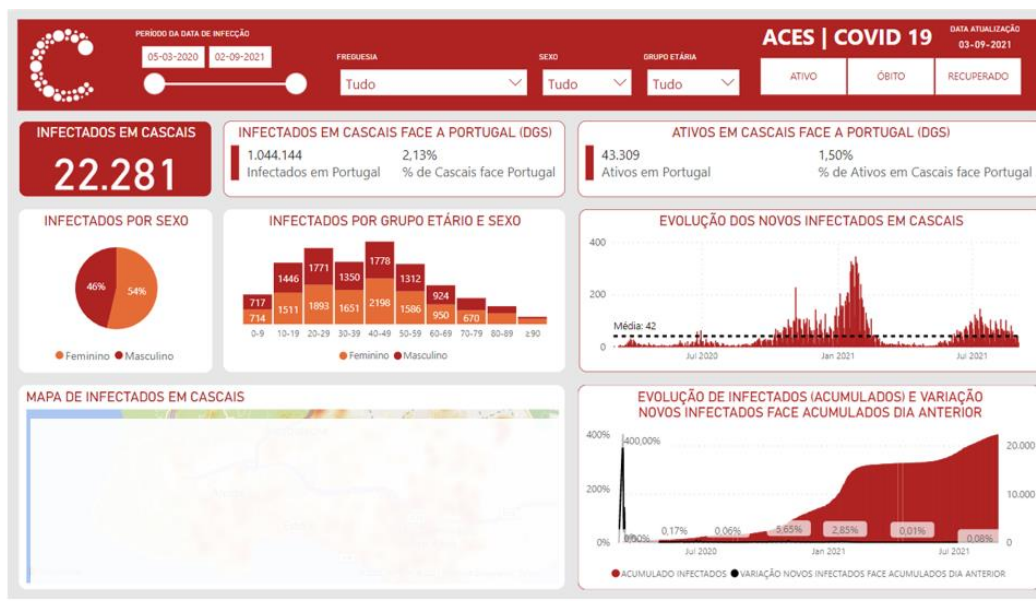 PERÍODO DA DATA DE INFECÇÃO
05-03-2020 02-09-2021
FREGUESIA
Tudo
SEXO
Tudo
GRUPO ETÁRIA
Tudo
ACES | COVID 19
DATA ATUALIZAÇÃO
03-09-2021
ATIVO ÓBITO RECUPERADO
INFECTADOS EM CASCAIS
22.281
INFECTADOS EM CASCAIS FACE A PORTUGAL (DGS)
1.044.144 2,13%
Infectados em Portugal % de Cascais face Portugal
ATIVOS EM CASCAIS FACE A PORTUGAL (DGS)
43.309 1,50%
Ativos em Portugal % de Ativos em Cascais face Portugal
INFECTADOS POR SEXO
46% 54%
Feminino Masculino
INFECTADOS POR GRUPO ETÁRIO E SEXO
717 1446 1771 1350 1778 1312 924
714 1511 1893 1651 2198 1586 950 670
0-9 10-19 20-29 30-39 40-49 50-59 60-69 70-79 80-89 ≥90
Feminino Masculino
EVOLUÇÃO DOS NOVOS INFECTADOS EM CASCAIS
400
200
Média: 42
0
Jul 2020 Jan 2021 Jul 2021
MAPA DE INFECTADOS EM CASCAIS
EVOLUÇÃO DE INFECTADOS (ACUMULADOS) E VARIAÇÃO
NOVOS INFECTADOS FACE ACUMULADOS DIA ANTERIOR
400% 400,00% 20.000
200% 10.000
0,17% 0,06% 5,65% 2,85% 0,01% 0,08%
0% 0
Jul 2020 Jan 2021 Jul 2021
ACUMULADO INFECTADOS VARIAÇÃO NOVOS INFECTADOS FACE ACUMULADOS DIA ANTERIOR